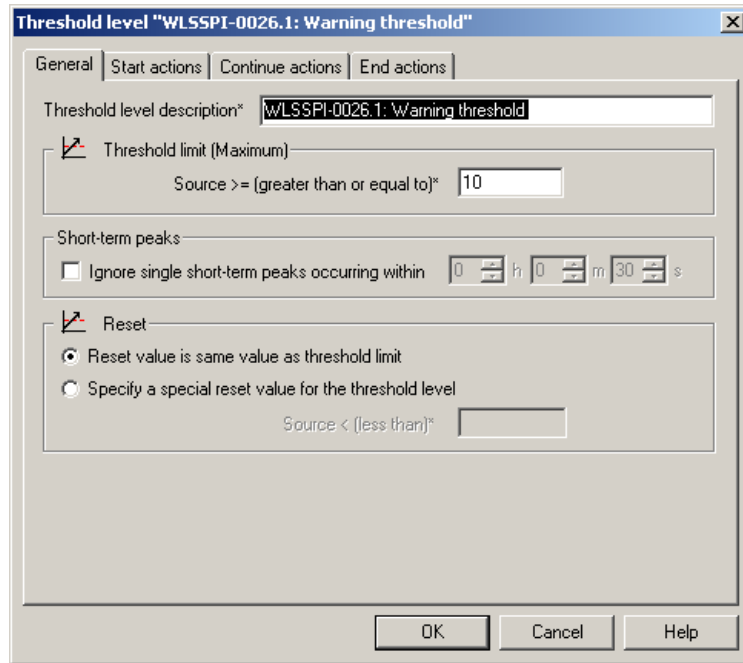 Threshold level "WLSSPI-0026.1: Warning threshold"
General Start actions Continue actions End actions
Threshold level description* WLSSPI-0026.1: Warning threshold
Threshold limit (Maximum)
Source >= (greater than or equal to)* 10
Short-term peaks
Ignore single short-term peaks occurring within 0 h 0 m 30 s
Reset
Reset value is same value as threshold limit
Specify a special reset value for the threshold level
Source < (less than)*
OK Cancel Help